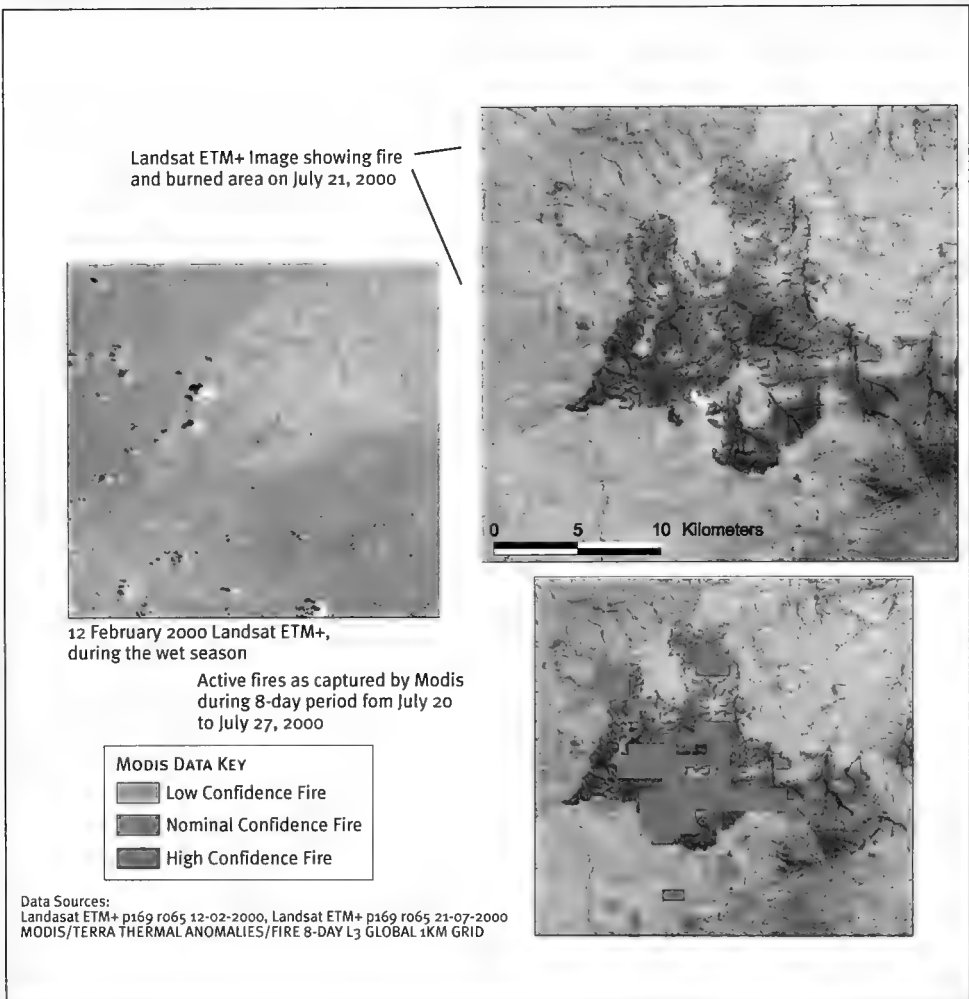 Landsat ETM+ Image showing fire
and burned area on July 21, 2000
0 5 10 Kilometers
12 February 2000 Landsat ETM+,
during the wet season
Active fires as captured by Modis
during 8-day period fom July 20
to July 27, 2000
MODIS DATA KEY
Low Confidence Fire
Nominal Confidence Fire
High Confidence Fire
Data Sources:
Landasat ETM+ p169 r065 12-02-2000, Landsat ETM+ p169 r065 21-07-2000
MODIS/TERRA THERMAL ANOMALIES/FIRE 8-DAY L3 GLOBAL 1KM GRID